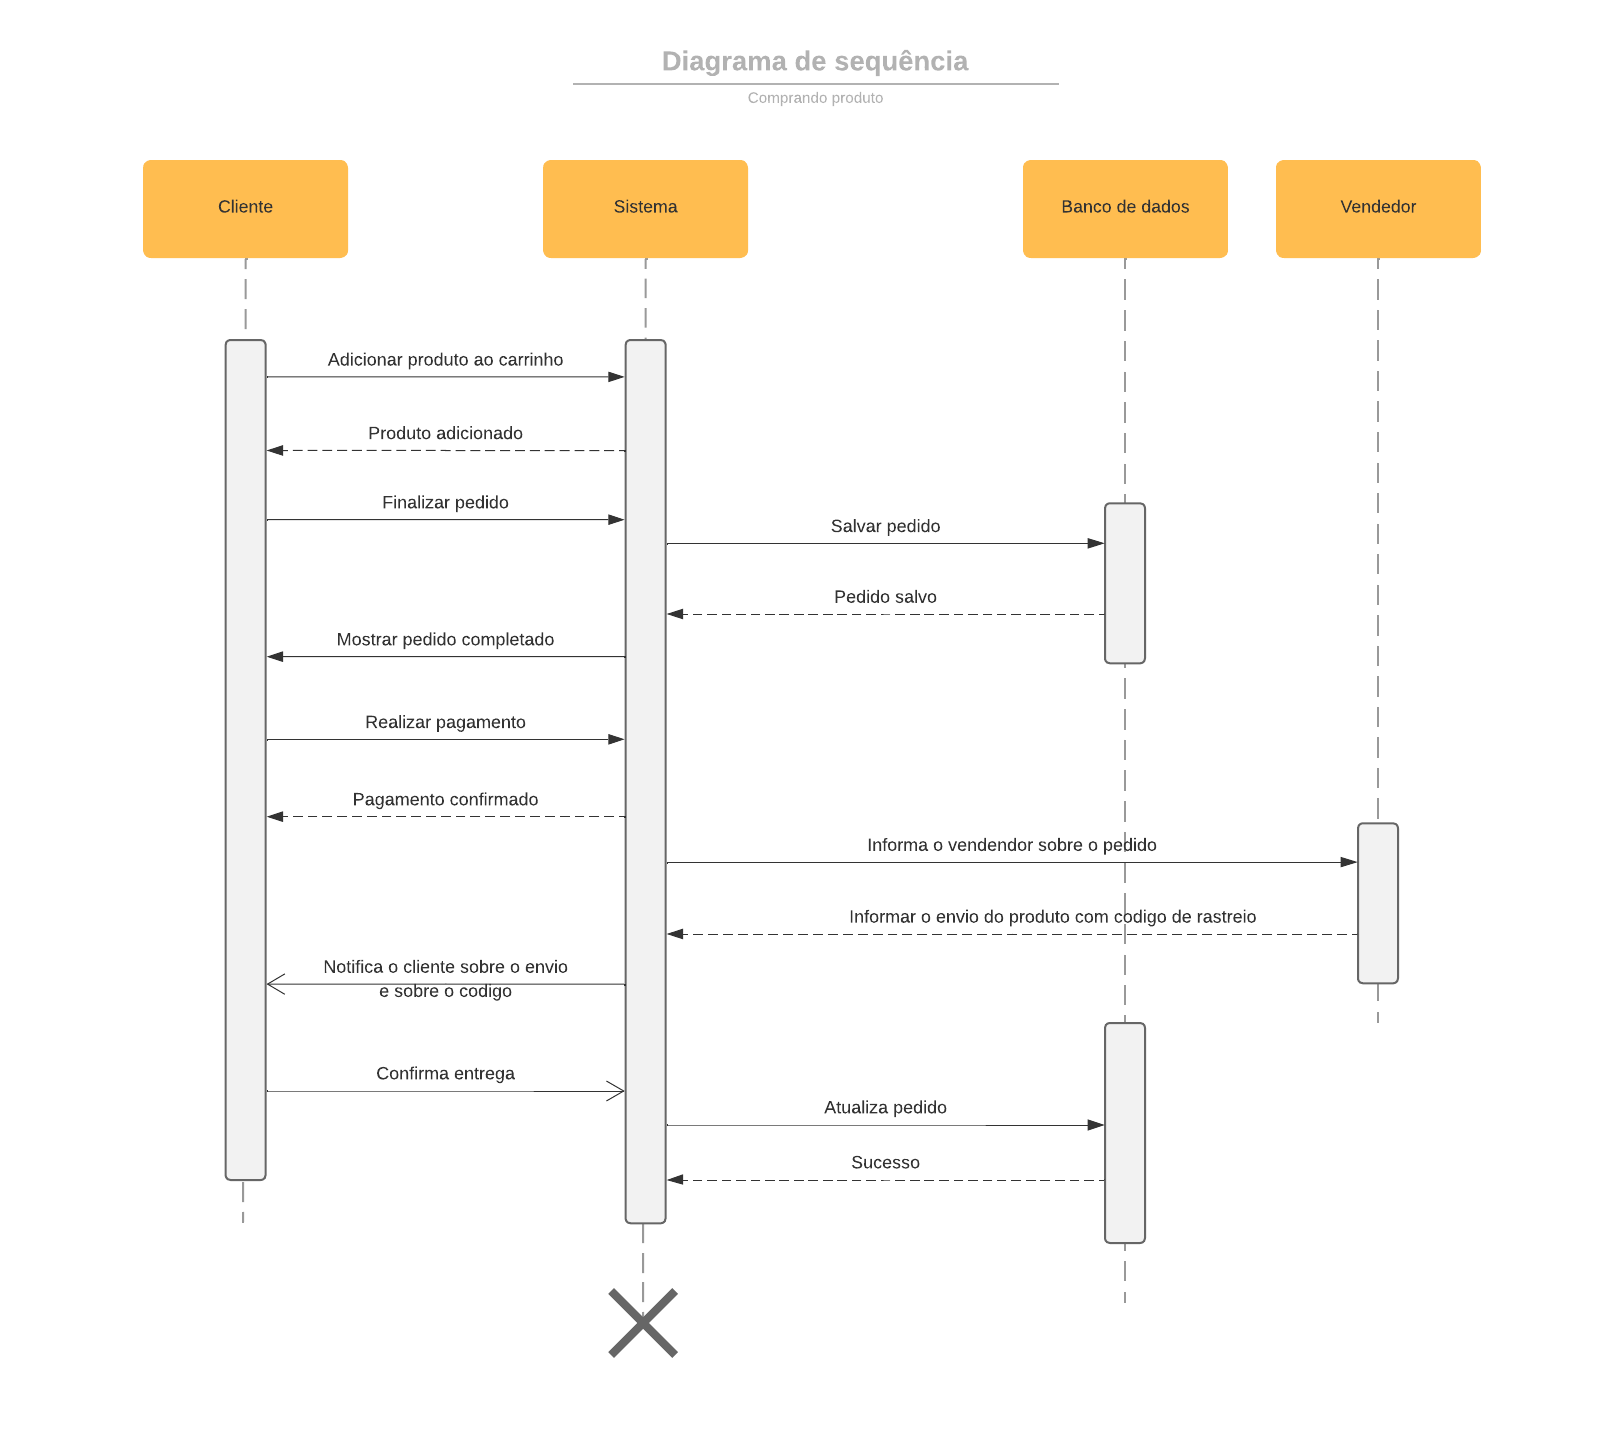 Diagrama de sequência
Comprando produto
Cliente
Sistema
Banco de dados
Vendedor
Adicionar produto ao carrinho
Produto adicionado
Finalizar pedido
Salvar pedido
Pedido salvo
Mostrar pedido completado
Realizar pagamento
Pagamento confirmado
Informa o vendendor sobre o pedido
Informar o envio do produto com codigo de rastreio
Notifica o cliente sobre o envio
e sobre o codigo
Confirma entrega
Atualiza pedido
Sucesso